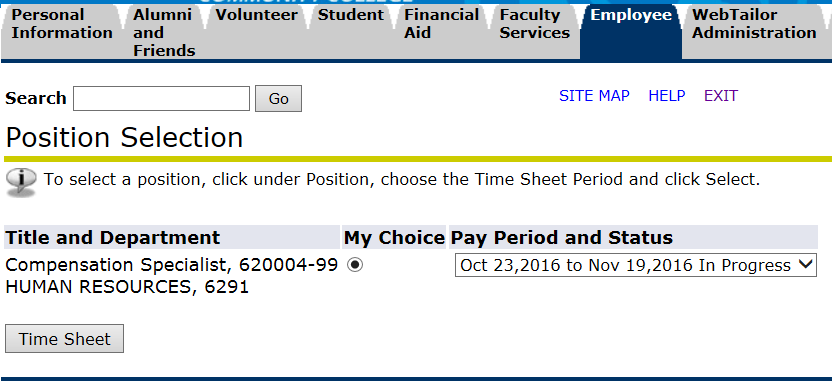 COMMUNITY COLLEGE
Personal Information
Alumni and Friends
Volunteer
Student
Financial Aid
Faculty Services
Employee
WebTailor Administration
Search
Go
SITE MAP HELP EXIT
Position Selection
To select a position, click under Position, choose the Time Sheet Period and click Select.
Title and Department My Choice Pay Period and Status
Compensation Specialist, 620004-99 Oct 23,2016 to Nov 19,2016 In Progress
HUMAN RESOURCES, 6291
Time Sheet